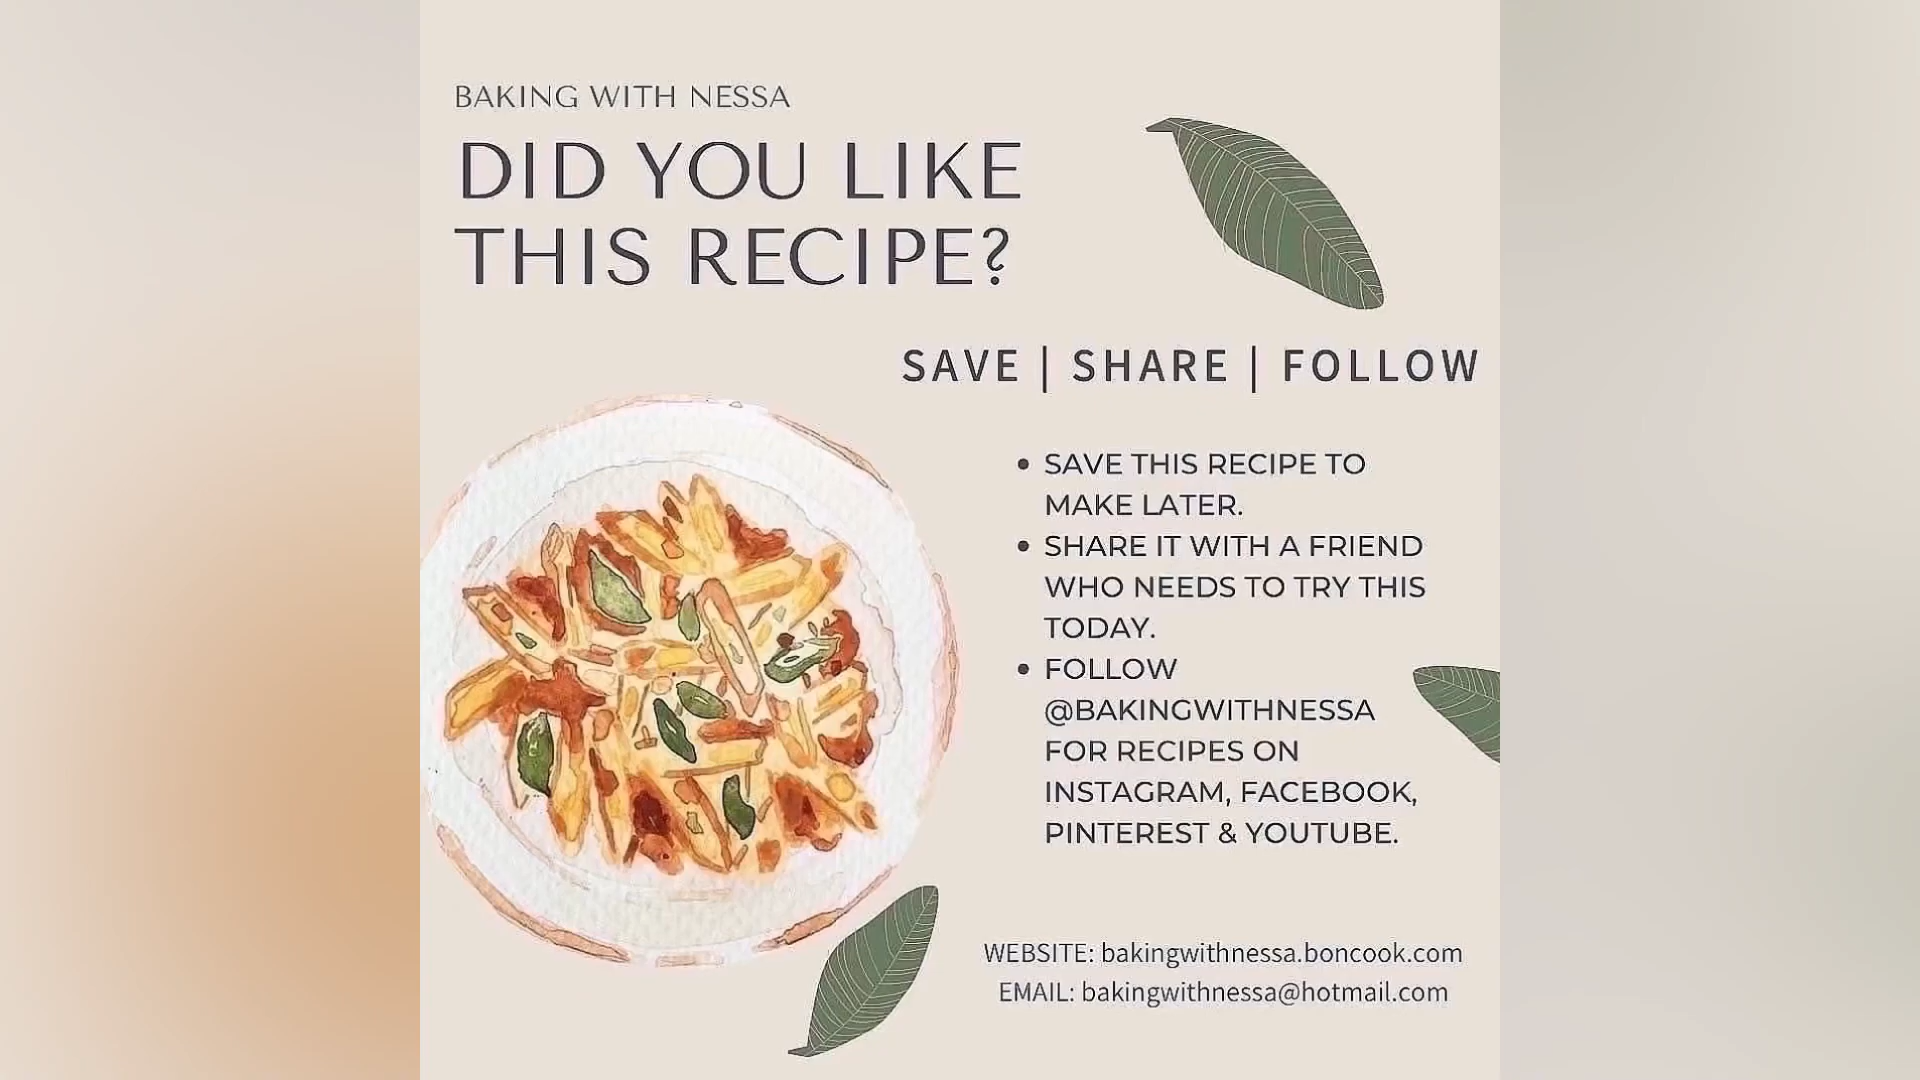 BAKING WITH NESSA
DID YOU LIKE
THIS RECIPE?
SAVE | SHARE | FOLLOW
• SAVE THIS RECIPE TO
MAKE LATER.
• SHARE IT WITH A FRIEND
WHO NEEDS TO TRY THIS
TODAY.
• FOLLOW
@BAKINGWITHNESSA
FOR RECIPES ON
INSTAGRAM, FACEBOOK,
PINTEREST & YOUTUBE.
WEBSITE: bakingwithnessa.boncook.com
EMAIL: bakingwithnessa@hotmail.com